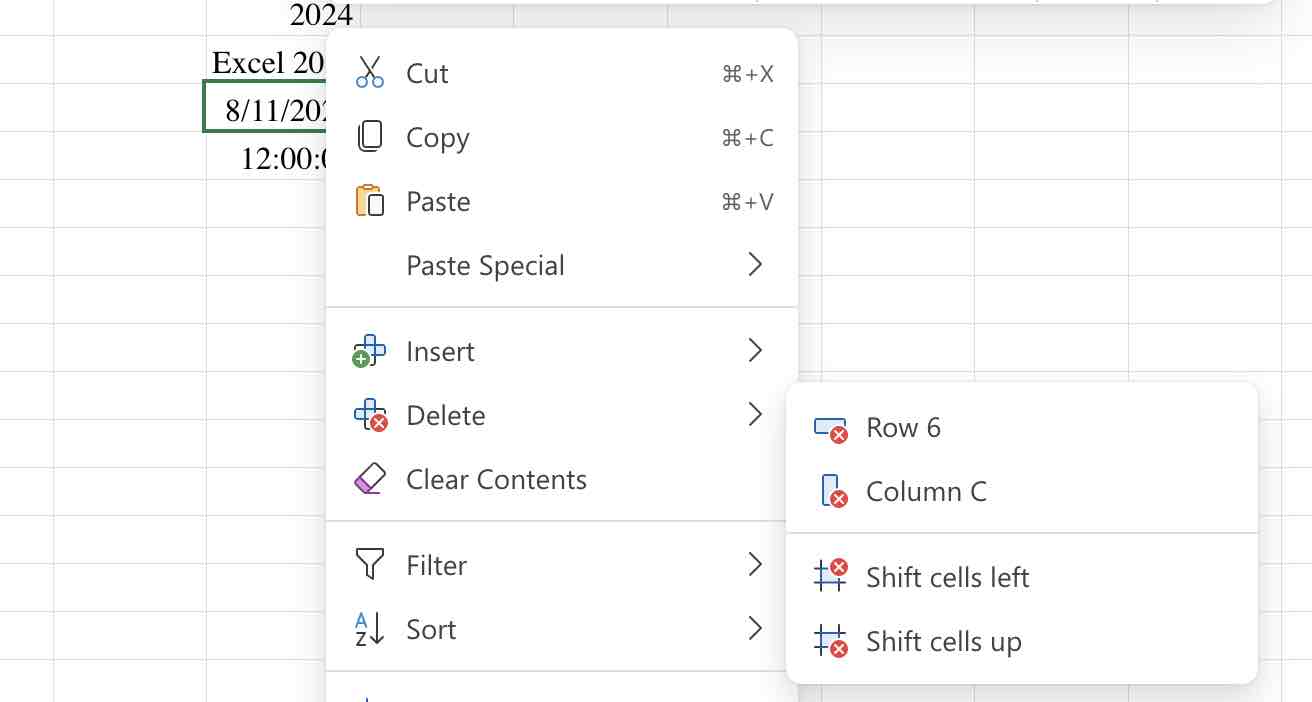 2024
Excel 20
8/11/202
12:00:0
Cut ⌘+X
Copy ⌘+C
Paste ⌘+V
Paste Special
Insert
Delete
Clear Contents
Filter
Sort
Row 6
Column C
Shift cells left
Shift cells up